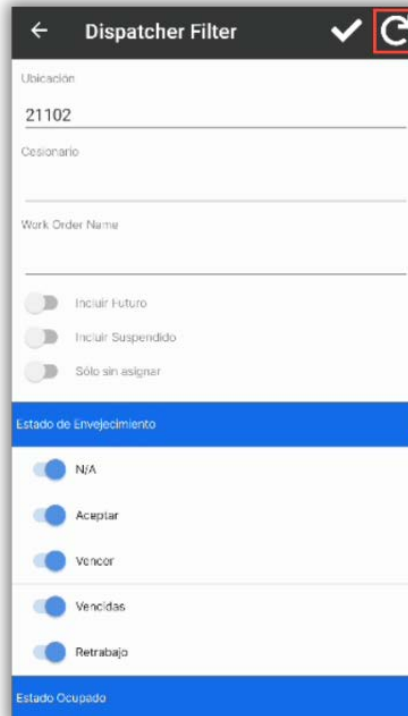 Dispatcher Filter
Ubicación
21102
Cesionario
Work Order Name
Incluir Futuro
Incluir Suspendido
Sólo sin asignar
Estado de Envejecimiento
N/A
Aceptar
Vencer
Vencidas
Retrabajo
Estado Ocupado